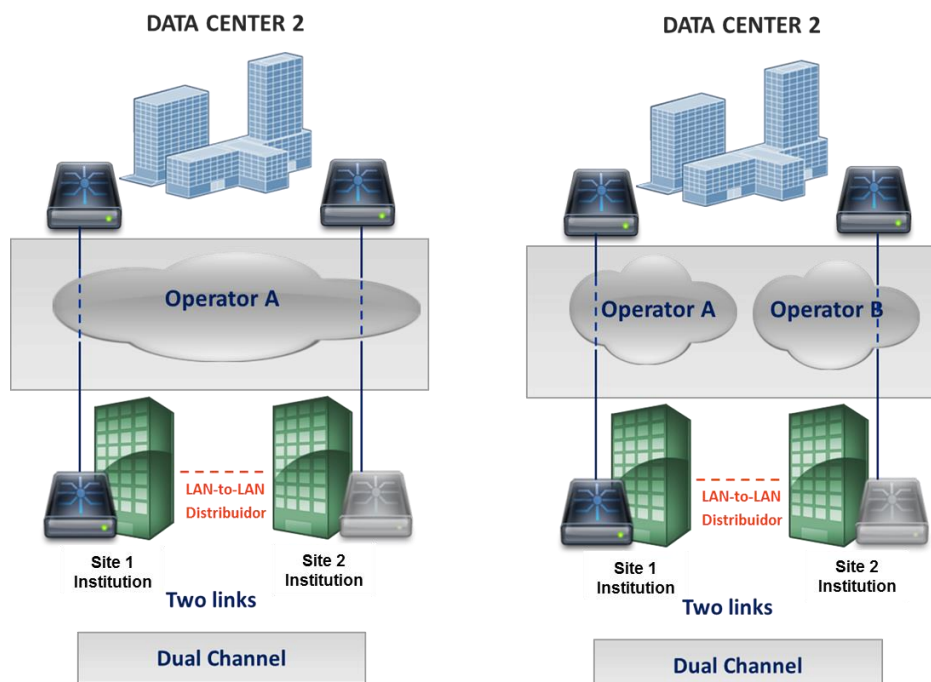 DATA CENTER 2
Operator A
LAN-to-LAN
Distribuidor
Site 1
Institution
Site 2
Institution
Two links
Dual Channel
DATA CENTER 2
Operator A
Operator B
LAN-to-LAN
Distribuidor
Site 1
Institution
Site 2
Institution
Two links
Dual Channel